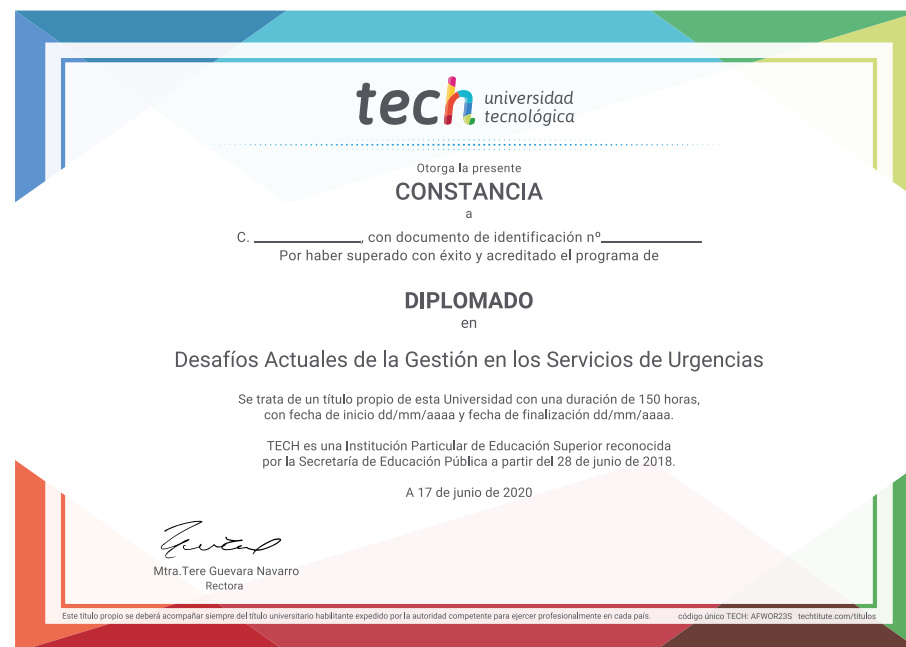 tech universidad
tecnológica
Otorga la presente
CONSTANCIA
a
C. ____________, con documento de identificación nº____________
Por haber superado con éxito y acreditado el programa de
DIPLOMADO
en
Desafíos Actuales de la Gestión en los Servicios de Urgencias
Se trata de un título propio de esta Universidad con una duración de 150 horas,
con fecha de inicio dd/mm/aaaa y fecha de finalización dd/mm/aaaa.
TECH es una Institución Particular de Educación Superior reconocida
por la Secretaría de Educación Pública a partir del 28 de junio de 2018.
A 17 de junio de 2020
Mtra.Tere Guevara Navarro
Rectora
Este título propio se deberá acompañar siempre del título universitario habilitante expedido por la autoridad competente para ejercer profesionalmente en cada país. código único TECH: AFWOR23S techtitute.com/titulos